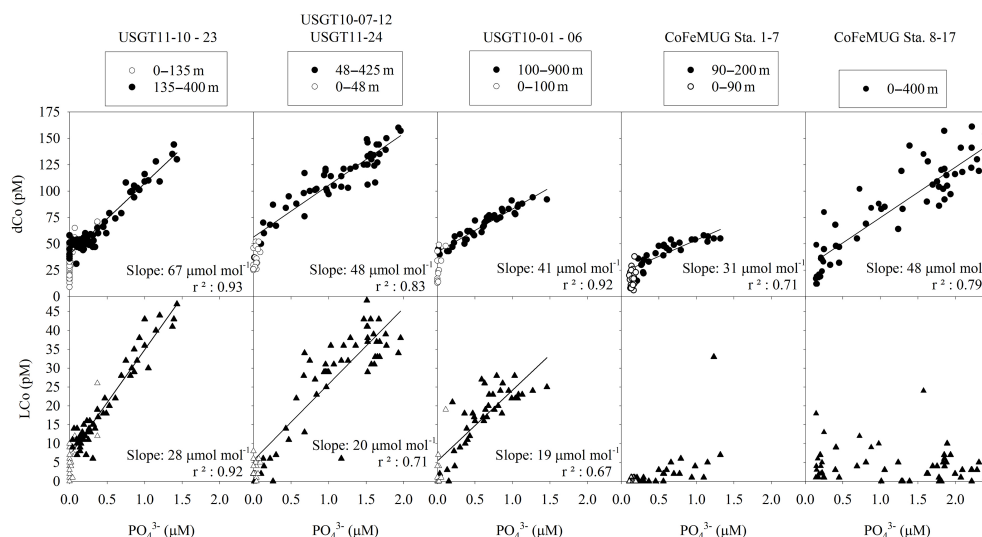 USGT11-10 - 23
USGT10-07-12
USGT11-24
USGT10-01 - 06
CoFeMUG Sta. 1-7
CoFeMUG Sta. 8-17
0–135 m
135–400 m
48–425 m
0–48 m
100–900 m
0–100 m
90–200 m
0–90 m
0–400 m
dCo (pM)
175
150
125
100
75
50
25
0
Slope: 67 µmol mol⁻¹
r ² : 0.93
Slope: 48 µmol mol⁻¹
r ² : 0.83
Slope: 41 µmol mol⁻¹
r ² : 0.92
Slope: 31 µmol mol⁻¹
r ² : 0.71
Slope: 48 µmol mol⁻¹
r ² : 0.79
LCo (pM)
45
40
35
30
25
20
15
10
5
0
Slope: 28 µmol mol⁻¹
r ² : 0.92
Slope: 20 µmol mol⁻¹
r ² : 0.71
Slope: 19 µmol mol⁻¹
r ² : 0.67
0.0 0.5 1.0 1.5 2.0
0.0 0.5 1.0 1.5 2.0
0.0 0.5 1.0 1.5 2.0
0.0 0.5 1.0 1.5 2.0
0.0 0.5 1.0 1.5 2.0
PO₄³⁻ (µM)
PO₄³⁻ (µM)
PO₄³⁻ (µM)
PO₄³⁻ (µM)
PO₄³⁻ (µM)